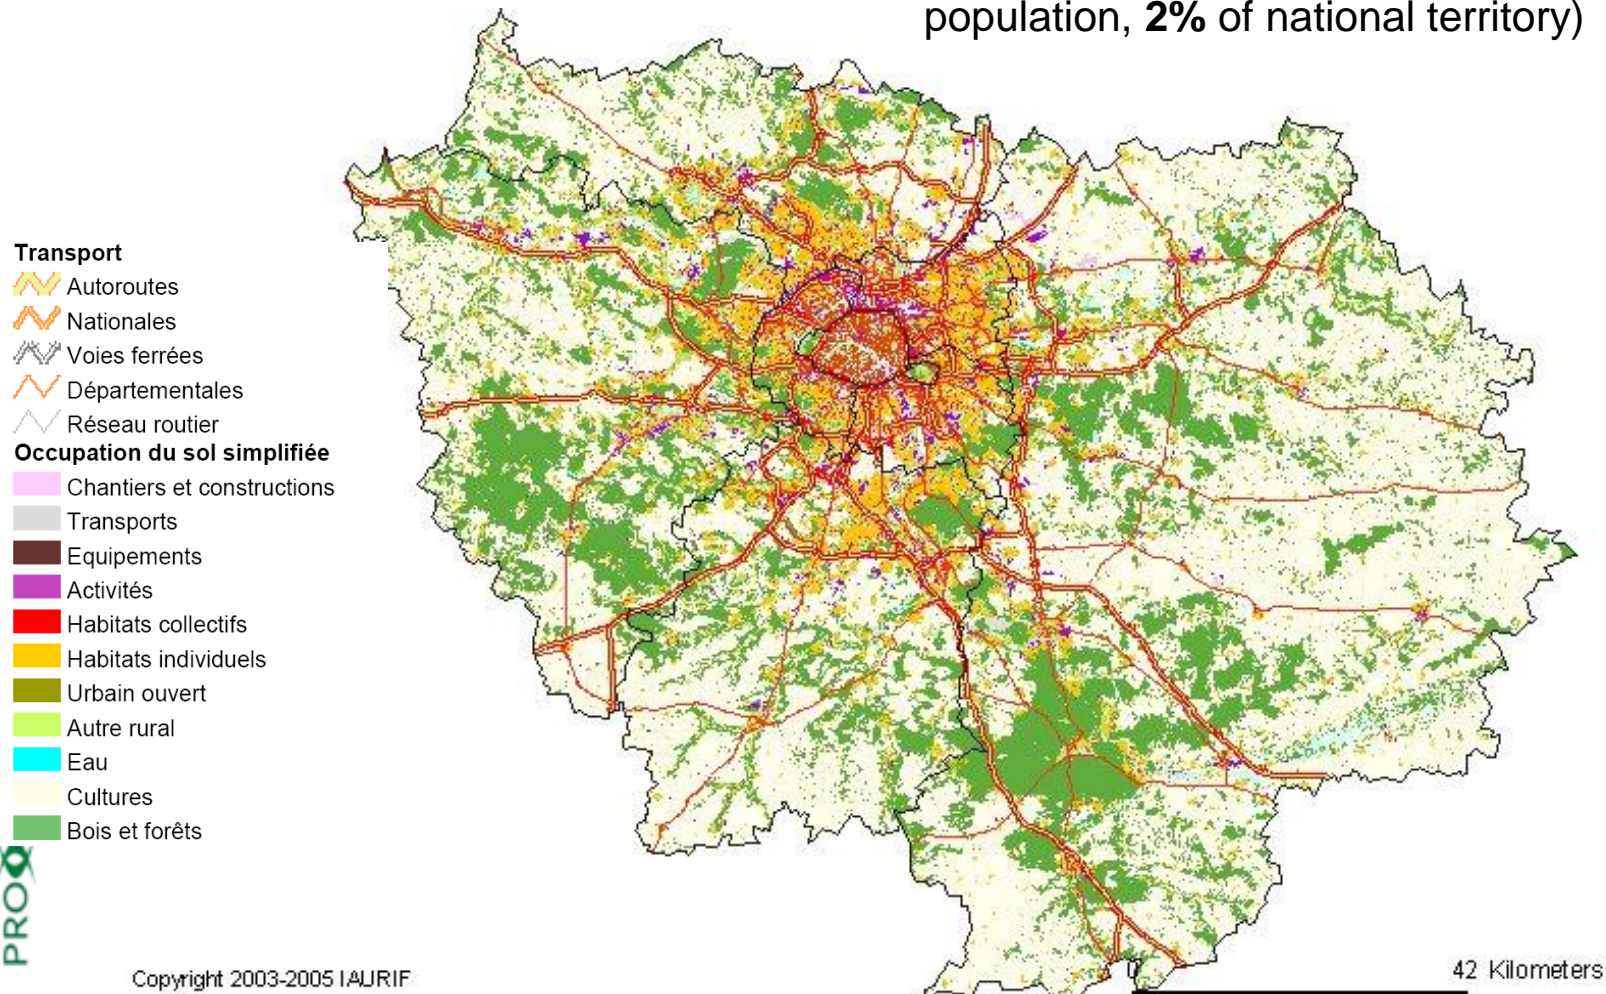 population, 2% of national territory)
Transport
Autoroutes
Nationales
Voies ferrées
Départementales
Réseau routier
Occupation du sol simplifiée
Chantiers et constructions
Transports
Equipements
Activités
Habitats collectifs
Habitats individuels
Urbain ouvert
Autre rural
Eau
Cultures
Bois et forêts
PRO
Copyright 2003-2005 IAURIF
42 Kilometers